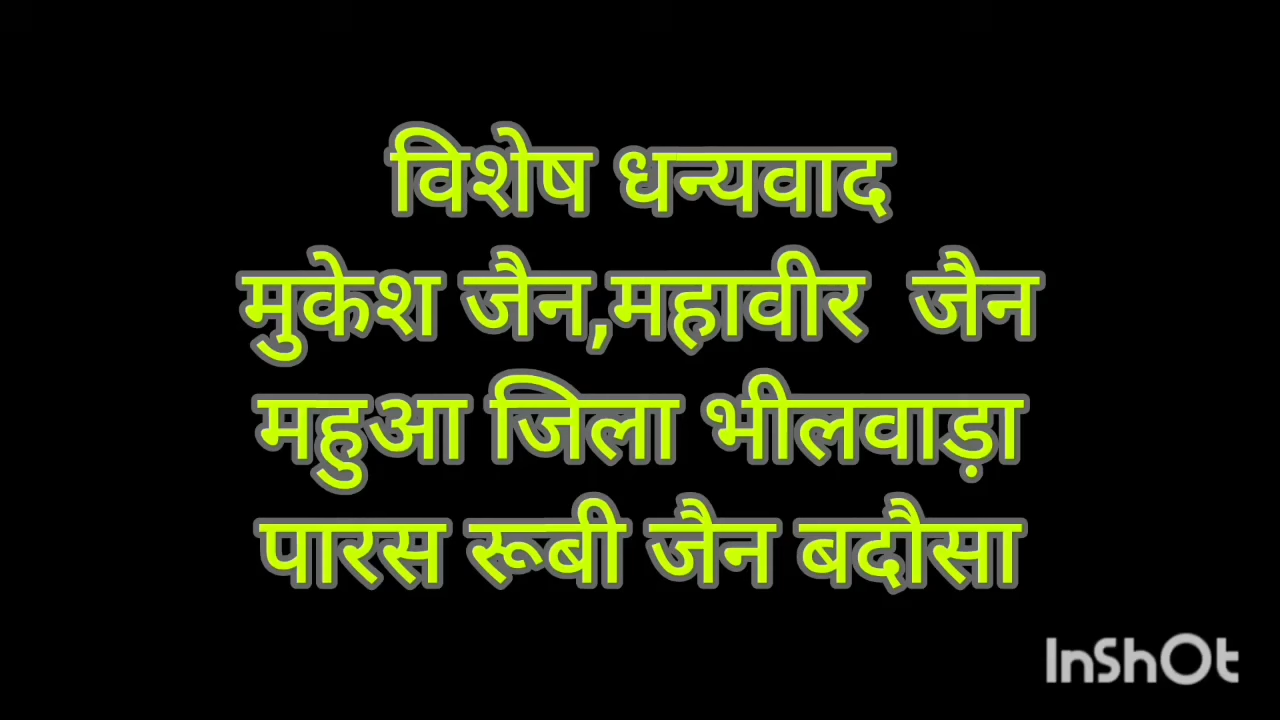 विशेष धन्यवाद
मुकेश जैन,महावीर  जैन
महुआ जिला भीलवाड़ा
पारस रूबी जैन बदौसा
InShOt